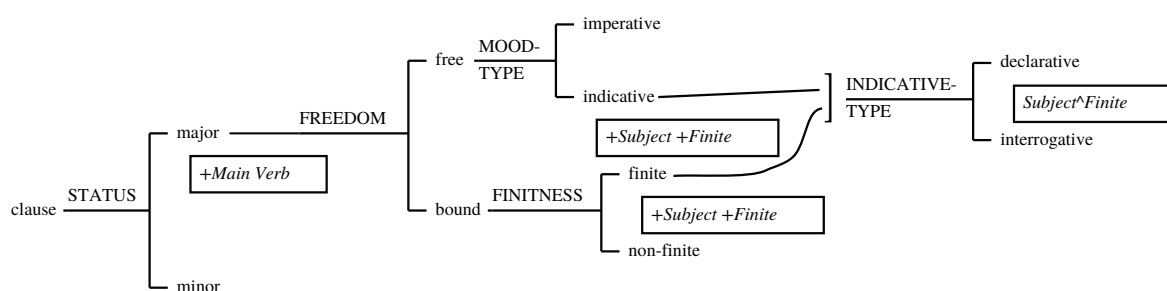 imperative
MOOD-
free
TYPE
declarative
INDICATIVE-
indicative
TYPE
Subject^Finite
FREEDOM
major
+Subject +Finite
interrogative
+Main Verb
finite
STATUS
FINITNESS
clause
bound
+Subject +Finite
non-finite
minor